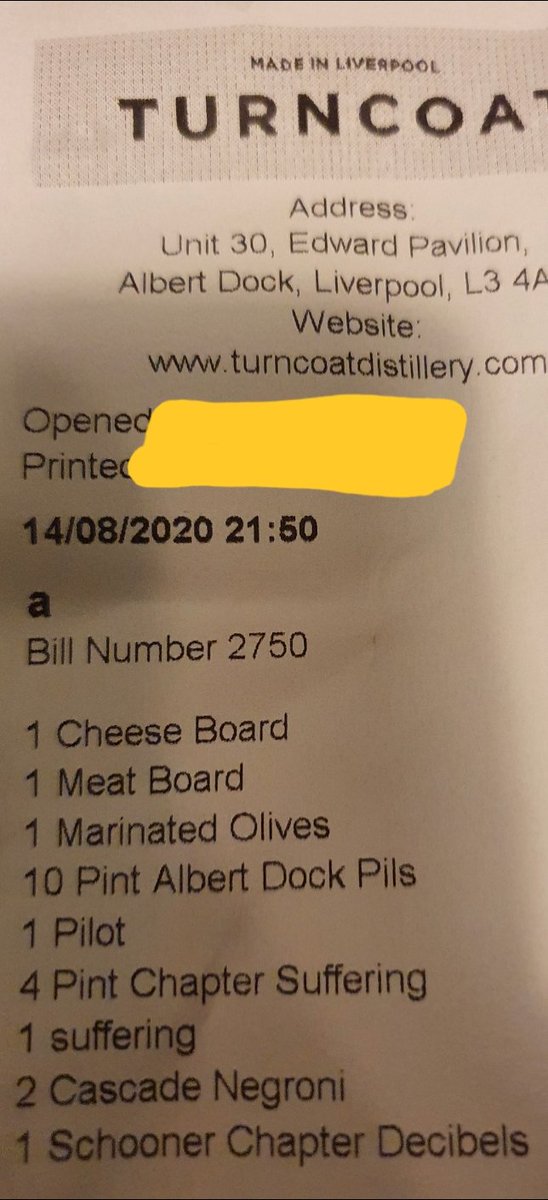 MADE IN LIVERPOOL
TURNCOAT
Address:
Unit 30, Edward Pavilion,
Albert Dock, Liverpool, L3 4A
Website:
www.turncoatdistillery.com
Opened
Printed
14/08/2020 21:50
a
Bill Number 2750
1 Cheese Board
1 Meat Board
1 Marinated Olives
10 Pint Albert Dock Pils
1 Pilot
4 Pint Chapter Suffering
1 suffering
2 Cascade Negroni
1 Schooner Chapter Decibels